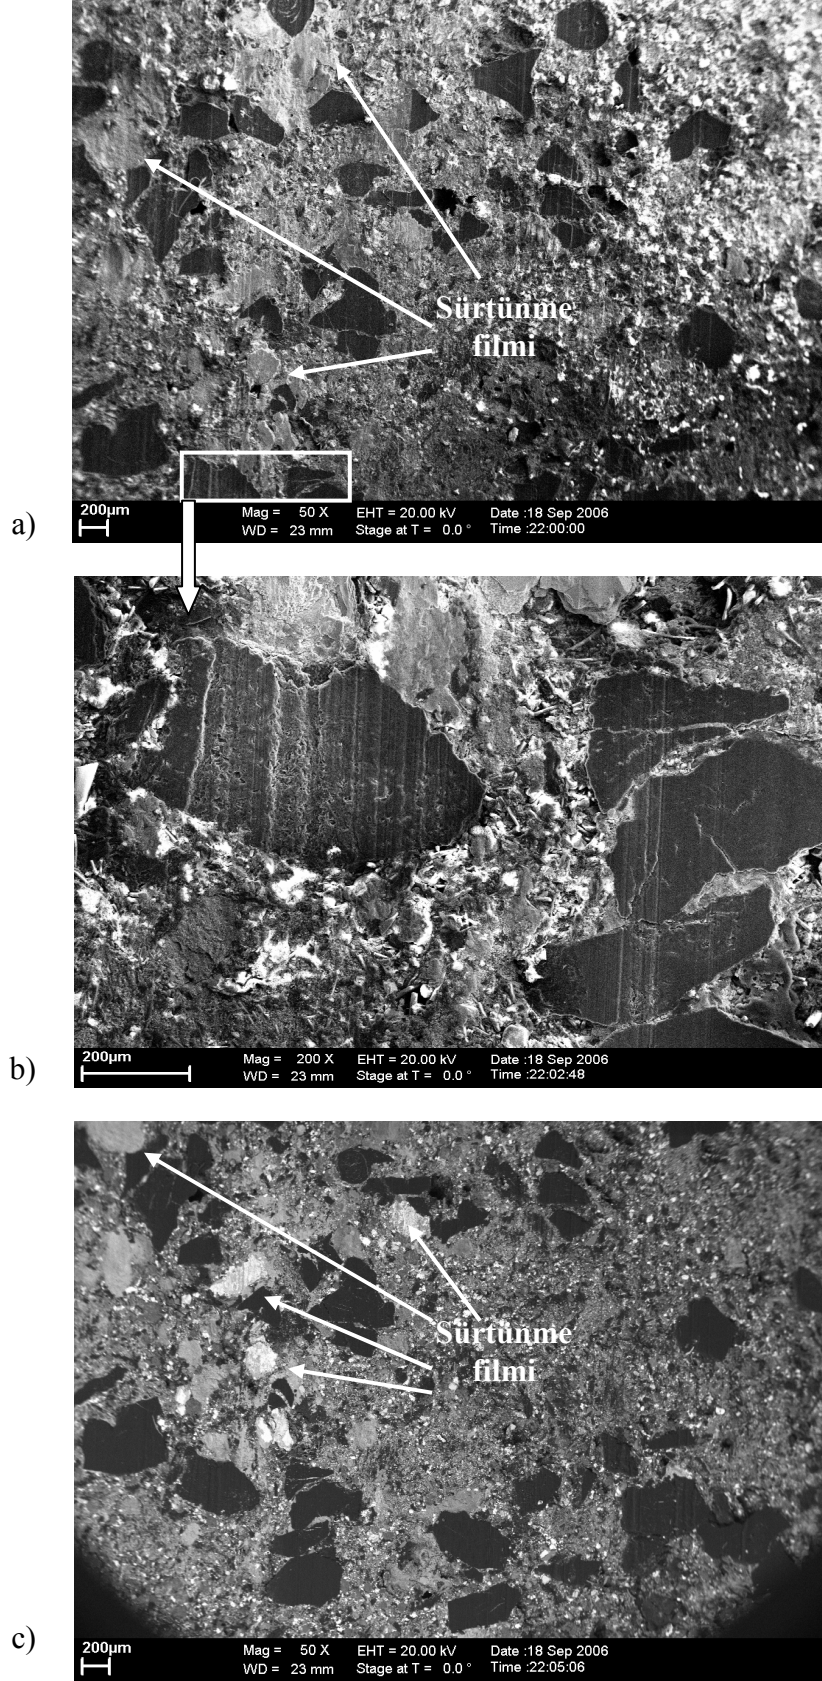 Sürtünme
filmi
a)
200µm
Mag = 50 X EHT = 20.00 kV Date :18 Sep 2006
WD = 23 mm Stage at T = 0.0 ° Time :22:00:00
b)
200µm
Mag = 200 X EHT = 20.00 kV Date :18 Sep 2006
WD = 23 mm Stage at T = 0.0 ° Time :22:02:48
Sürtünme
filmi
c)
200µm
Mag = 50 X EHT = 20.00 kV Date :18 Sep 2006
WD = 23 mm Stage at T = 0.0 ° Time :22:05:06